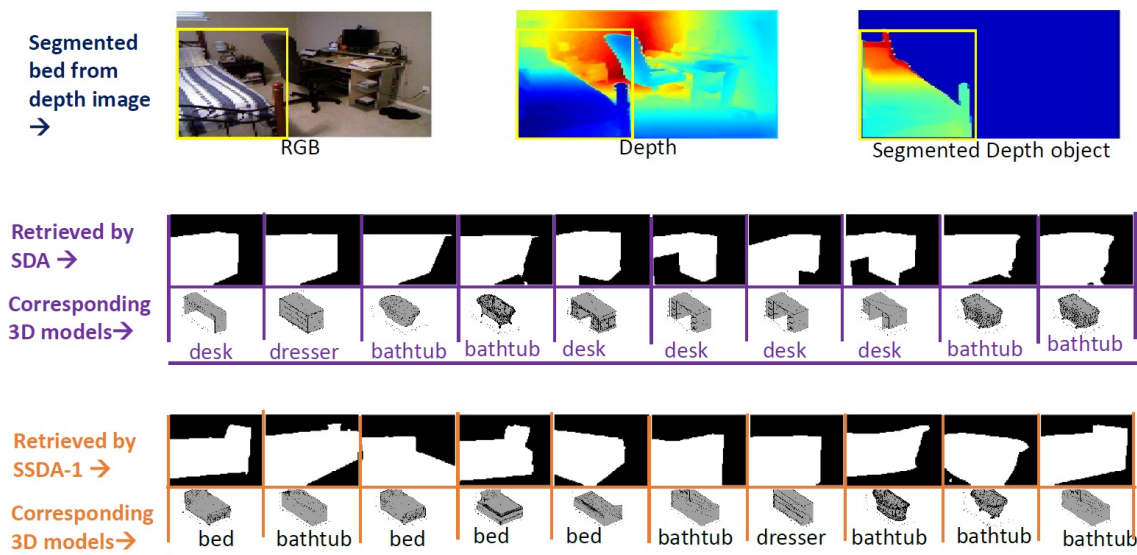 Segmented
bed from
depth image
→
RGB
Depth
Segmented Depth object
Retrieved by
SDA →
Corresponding
3D models→
desk
dresser
bathtub
bathtub
desk
desk
desk
desk
bathtub
bathtub
Retrieved by
SSDA-1 →
Corresponding
3D models→
bed
bathtub
bed
bed
bed
bathtub
dresser
bathtub
bathtub
bathtub